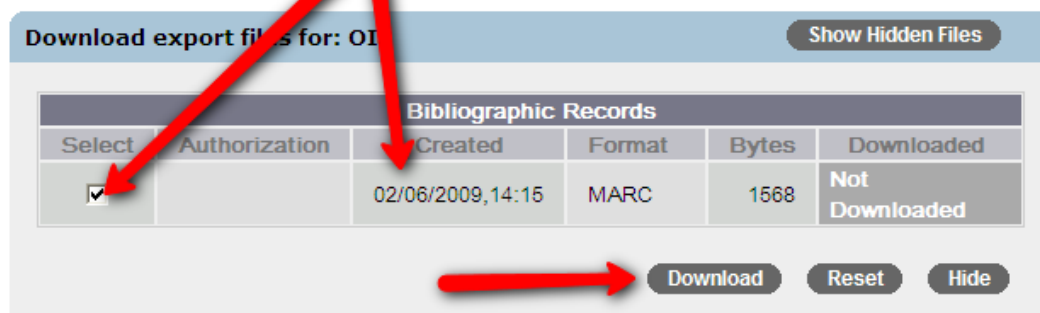 Download export files for: OI
Show Hidden Files
Bibliographic Records
Select Authorization Created Format Bytes Downloaded
02/06/2009,14:15 MARC 1568 Not
Downloaded
Download Reset Hide